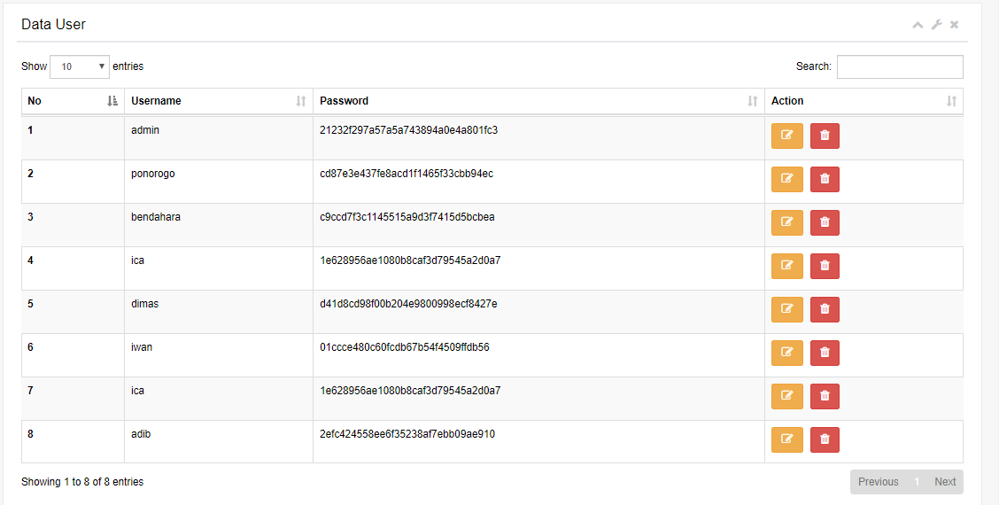 Data User
Show 10 entries Search:
No Username Password Action
1 admin 21232f297a57a5a743894a0e4a801fc3
2 ponorogo cd87e3e437fe8acd1f1465f33cbb94ec
3 bendahara c9ccd7f3c1145515a9d3f7415d5bcbea
4 ica 1e628956ae1080b8caf3d79545a2d0a7
5 dimas d41d8cd98f00b204e9800998ecf8427e
6 iwan 01ccce480c60fcdb67b54f4509ffdb56
7 ica 1e628956ae1080b8caf3d79545a2d0a7
8 adib 2efc424558ee6f35238af7ebb09ae910
Showing 1 to 8 of 8 entries Previous 1 Next